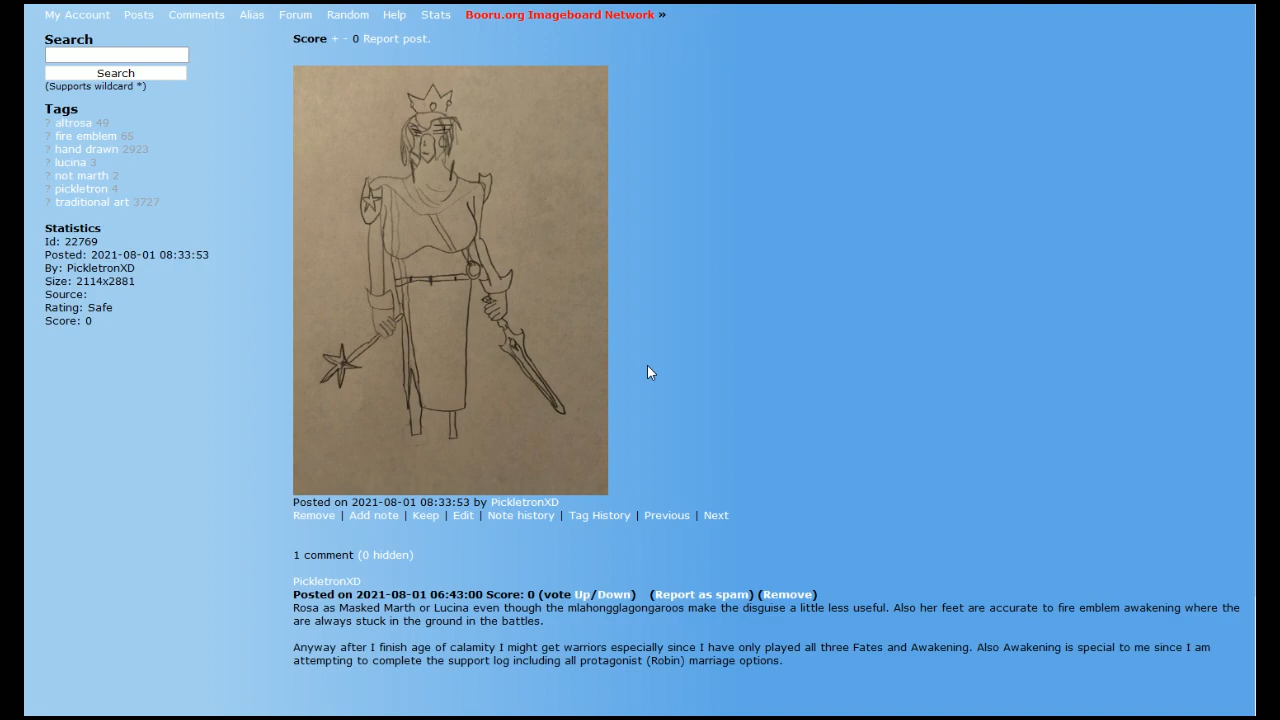 My Account Posts Comments Alias Forum Random Help Stats Booru.org Imageboard Network »
Search
Search
(Supports wildcard *)
Tags
? altrosa 49
? fire emblem 65
? hand drawn 2923
? lucina 3
? not marth 2
? pickletron 4
? traditional art 3727
Statistics
Id: 22769
Posted: 2021-08-01 08:33:53
By: PickletronXD
Size: 2114x2881
Source:
Rating: Safe
Score: 0
Score + - 0 Report post.
Posted on 2021-08-01 08:33:53 by PickletronXD
Remove | Add note | Keep | Edit | Note history | Tag History | Previous | Next
1 comment (0 hidden)
PickletronXD
Posted on 2021-08-01 06:43:00 Score: 0 (vote Up/Down) (Report as spam) (Remove)
Rosa as Masked Marth or Lucina even though the mlahongglagongaroos make the disguise a little less useful. Also her feet are accurate to fire emblem awakening where the
are always stuck in the ground in the battles.
Anyway after I finish age of calamity I might get warriors especially since I have only played all three Fates and Awakening. Also Awakening is special to me since I am
attempting to complete the support log including all protagonist (Robin) marriage options.